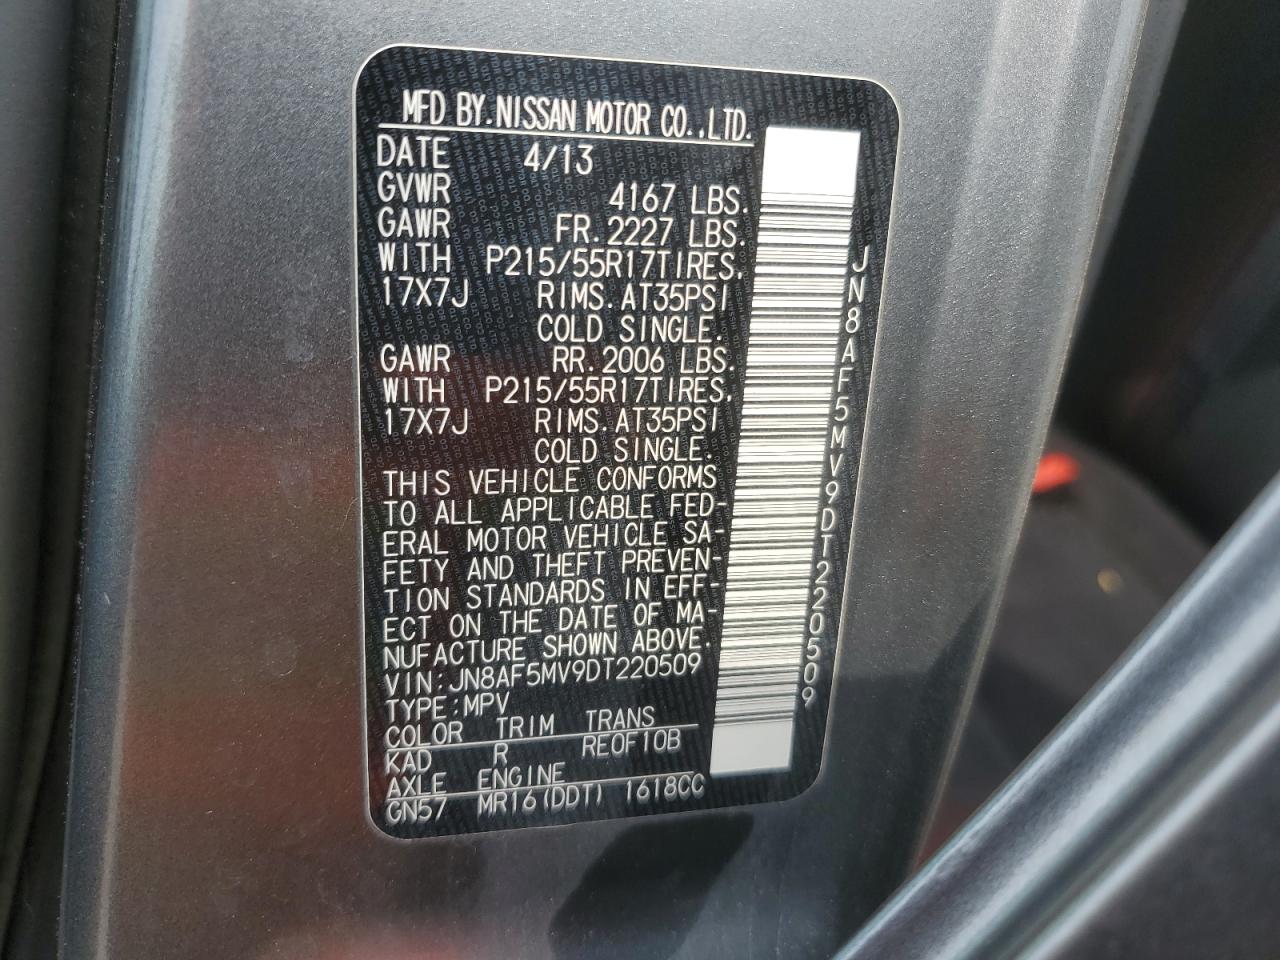 MFD BY.NISSAN MOTOR CO.,LTD.
DATE 4/13
GVWR 4167 LBS.
GAWR FR.2227 LBS.
WITH P215/55R17TIRES.
17X7J RIMS.AT35PSI
COLD SINGLE.
GAWR RR.2006 LBS.
WITH P215/55R17TIRES.
17X7J RIMS.AT35PSI
COLD SINGLE.
THIS VEHICLE CONFORMS
TO ALL APPLICABLE FED-
ERAL MOTOR VEHICLE SA-
FETY AND THEFT PREVEN-
TION STANDARDS IN EFF-
ECT ON THE DATE OF MA-
NUFACTURE SHOWN ABOVE.
VIN:JN8AF5MV9DT220509
TYPE:MPV
COLOR TRIM TRANS
KAD R RE0F10B
AXLE ENGINE
GN57 MR16(DDT) 1618CC
JN8AF5MV9DT220509